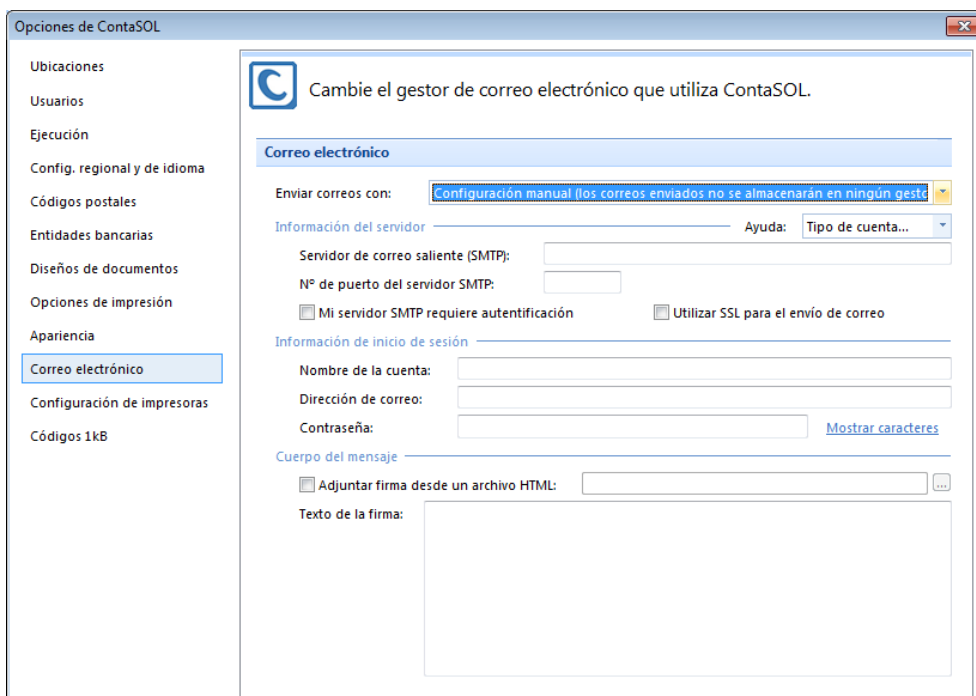 Opciones de ContaSOL
Ubicaciones
Usuarios
Ejecución
Config. regional y de idioma
Códigos postales
Entidades bancarias
Diseños de documentos
Opciones de impresión
Apariencia
Correo electrónico
Configuración de impresoras
Códigos 1kB
C
Cambie el gestor de correo electrónico que utiliza ContaSOL.
Correo electrónico
Enviar correos con: Configuración manual (los correos enviados no se almacenarán en ningún gesto
Información del servidor Ayuda: Tipo de cuenta...
Servidor de correo saliente (SMTP):
Nº de puerto del servidor SMTP:
Mi servidor SMTP requiere autentificación Utilizar SSL para el envío de correo
Información de inicio de sesión
Nombre de la cuenta:
Dirección de correo:
Contraseña: Mostrar caracteres
Cuerpo del mensaje
Adjuntar firma desde un archivo HTML: ...
Texto de la firma: